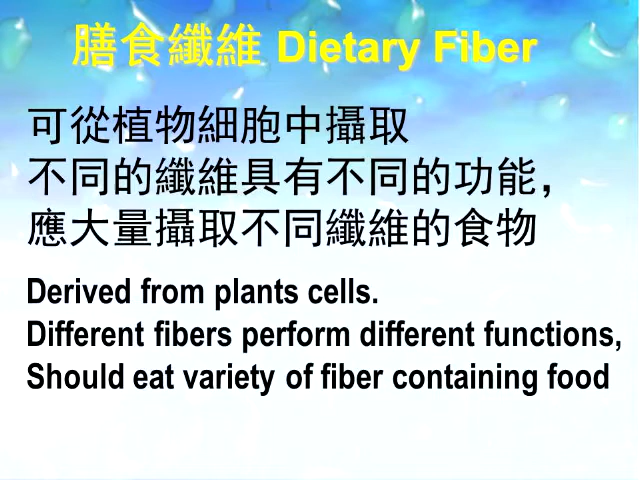 膳食纖維 Dietary Fiber
可從植物細胞中攝取
不同的纖維具有不同的功能，
應大量攝取不同纖維的食物
Derived from plants cells.
Different fibers perform different functions,
Should eat variety of fiber containing food